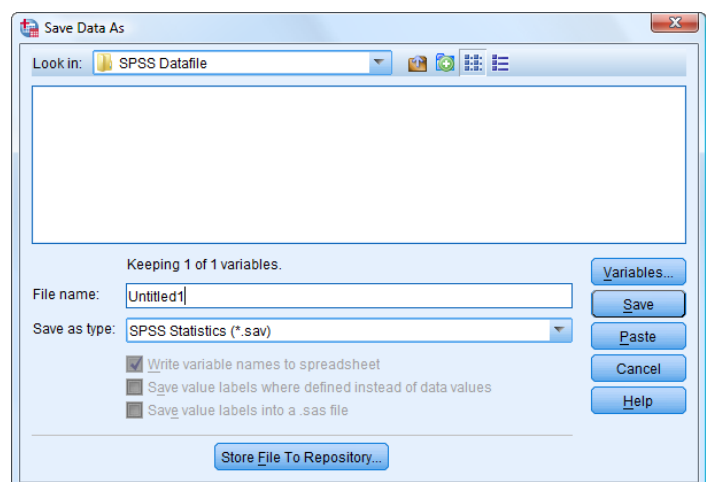 Save Data As
Look in: SPSS Datafile
Keeping 1 of 1 variables.
Variables...
File name: Untitled1
Save
Save as type: SPSS Statistics (*.sav)
Paste
Write variable names to spreadsheet
Cancel
Save value labels where defined instead of data values
Help
Save value labels into a .sas file
Store File To Repository...